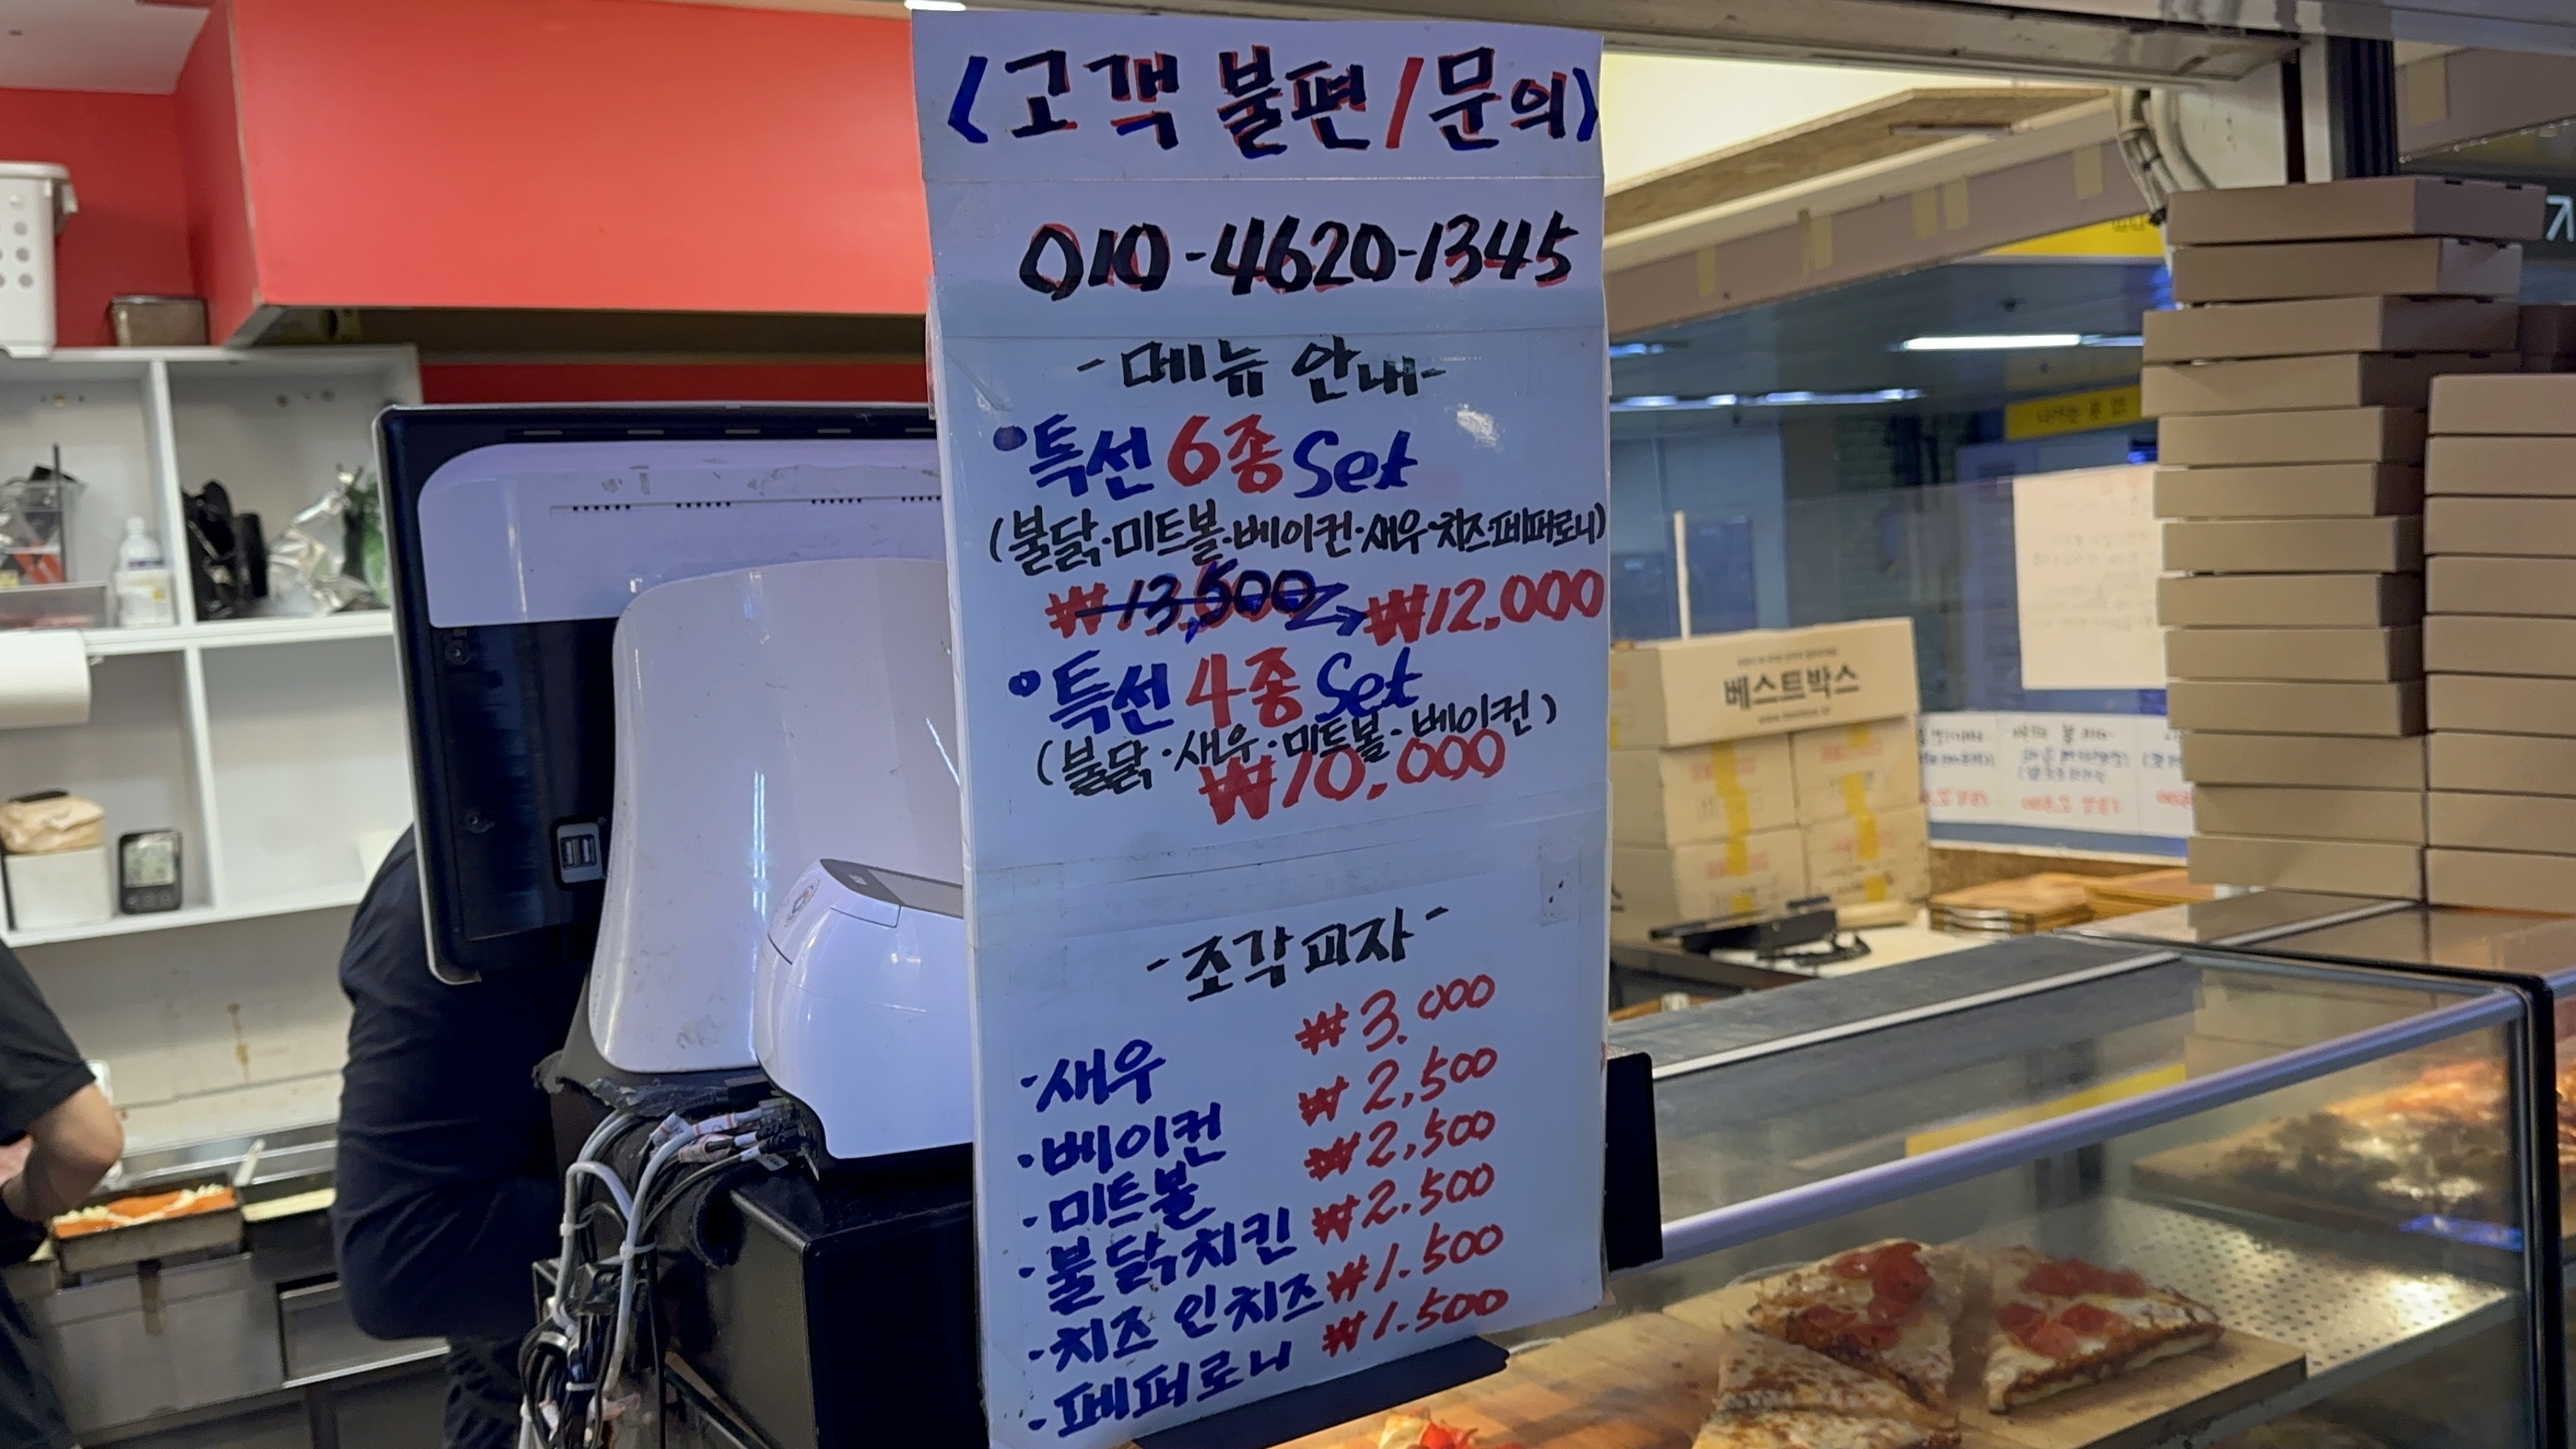 <고객 불편/문의>
010-4620-1345
-메뉴 안내-
•특선 6종 Set
(불닭·미트볼·베이컨·새우·치즈·페퍼로니)
₩13,500→₩12.000
•특선 4종 Set
(불닭·새우·미트볼·베이컨)
₩10.000
-조각피자-
·새우 ₩3.000
·베이컨 ₩2,500
·미트볼 ₩2,500
·불닭치킨 ₩2.500
·치즈 인치즈 ₩1.500
·페퍼로니 ₩1.500
베스트박스